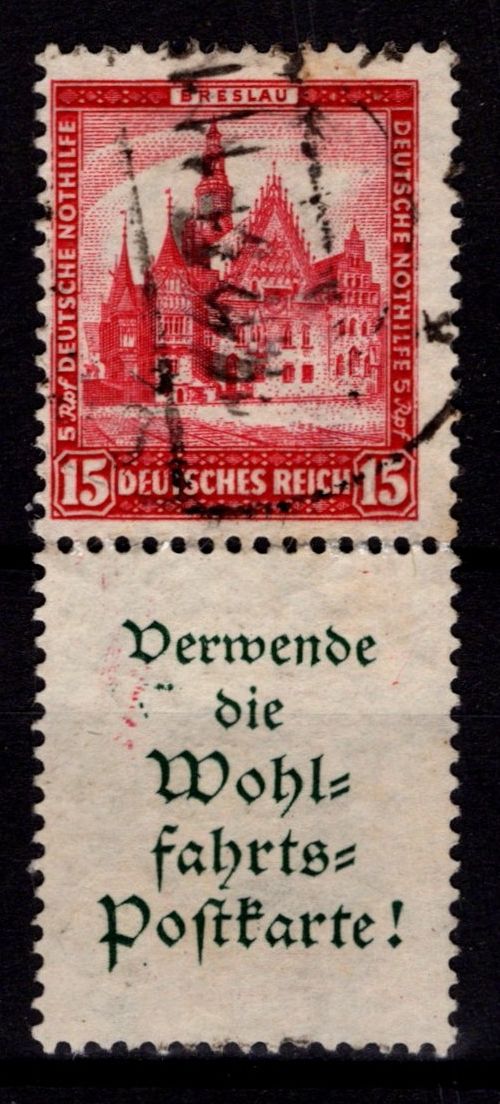 BRESLAU
5 Rpf DEUTSCHE NOTHILFE
DEUTSCHE NOTHILFE 5 Rpf
15 DEUTSCHES REICH 15
Verwende
die
Wohl=
fahrts=
Postkarte!